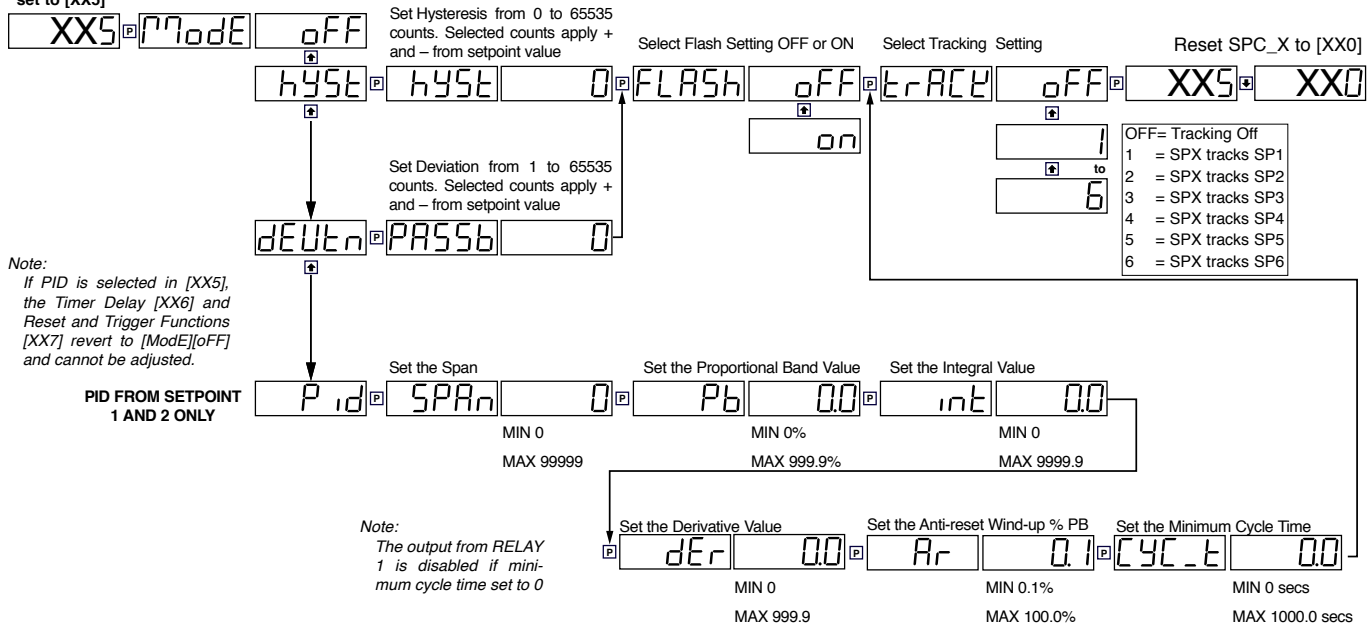 set to [XX5]
XX5 P ModE oFF
Set Hysteresis from 0 to 65535
counts. Selected counts apply +
and – from setpoint value
hYSt P hYSt 0 P
Select Flash Setting OFF or ON
FLASh oFF P
on
Select Tracking Setting
trACK oFF P
1
to
6
Reset SPC_X to [XX0]
XX5 XX0
OFF= Tracking Off
1 = SPX tracks SP1
2 = SPX tracks SP2
3 = SPX tracks SP3
4 = SPX tracks SP4
5 = SPX tracks SP5
6 = SPX tracks SP6
Set Deviation from 1 to 65535
counts. Selected counts apply +
and – from setpoint value
dEVtn P PASSb 0
Note:
If PID is selected in [XX5],
the Timer Delay [XX6] and
Reset and Trigger Functions
[XX7] revert to [ModE][oFF]
and cannot be adjusted.
PID FROM SETPOINT
1 AND 2 ONLY
Pid P
Set the Span
SPAn 0 P
MIN 0
MAX 99999
Set the Proportional Band Value
Pb 0.0 P
MIN 0%
MAX 999.9%
Set the Integral Value
int 0.0
MIN 0
MAX 9999.9
Note:
The output from RELAY
1 is disabled if mini-
mum cycle time set to 0
Set the Derivative Value
P dEr 0.0 P
MIN 0
MAX 999.9
Set the Anti-reset Wind-up % PB
Ar 0.1 P
MIN 0.1%
MAX 100.0%
Set the Minimum Cycle Time
CYC_t 0.0
MIN 0 secs
MAX 1000.0 secs